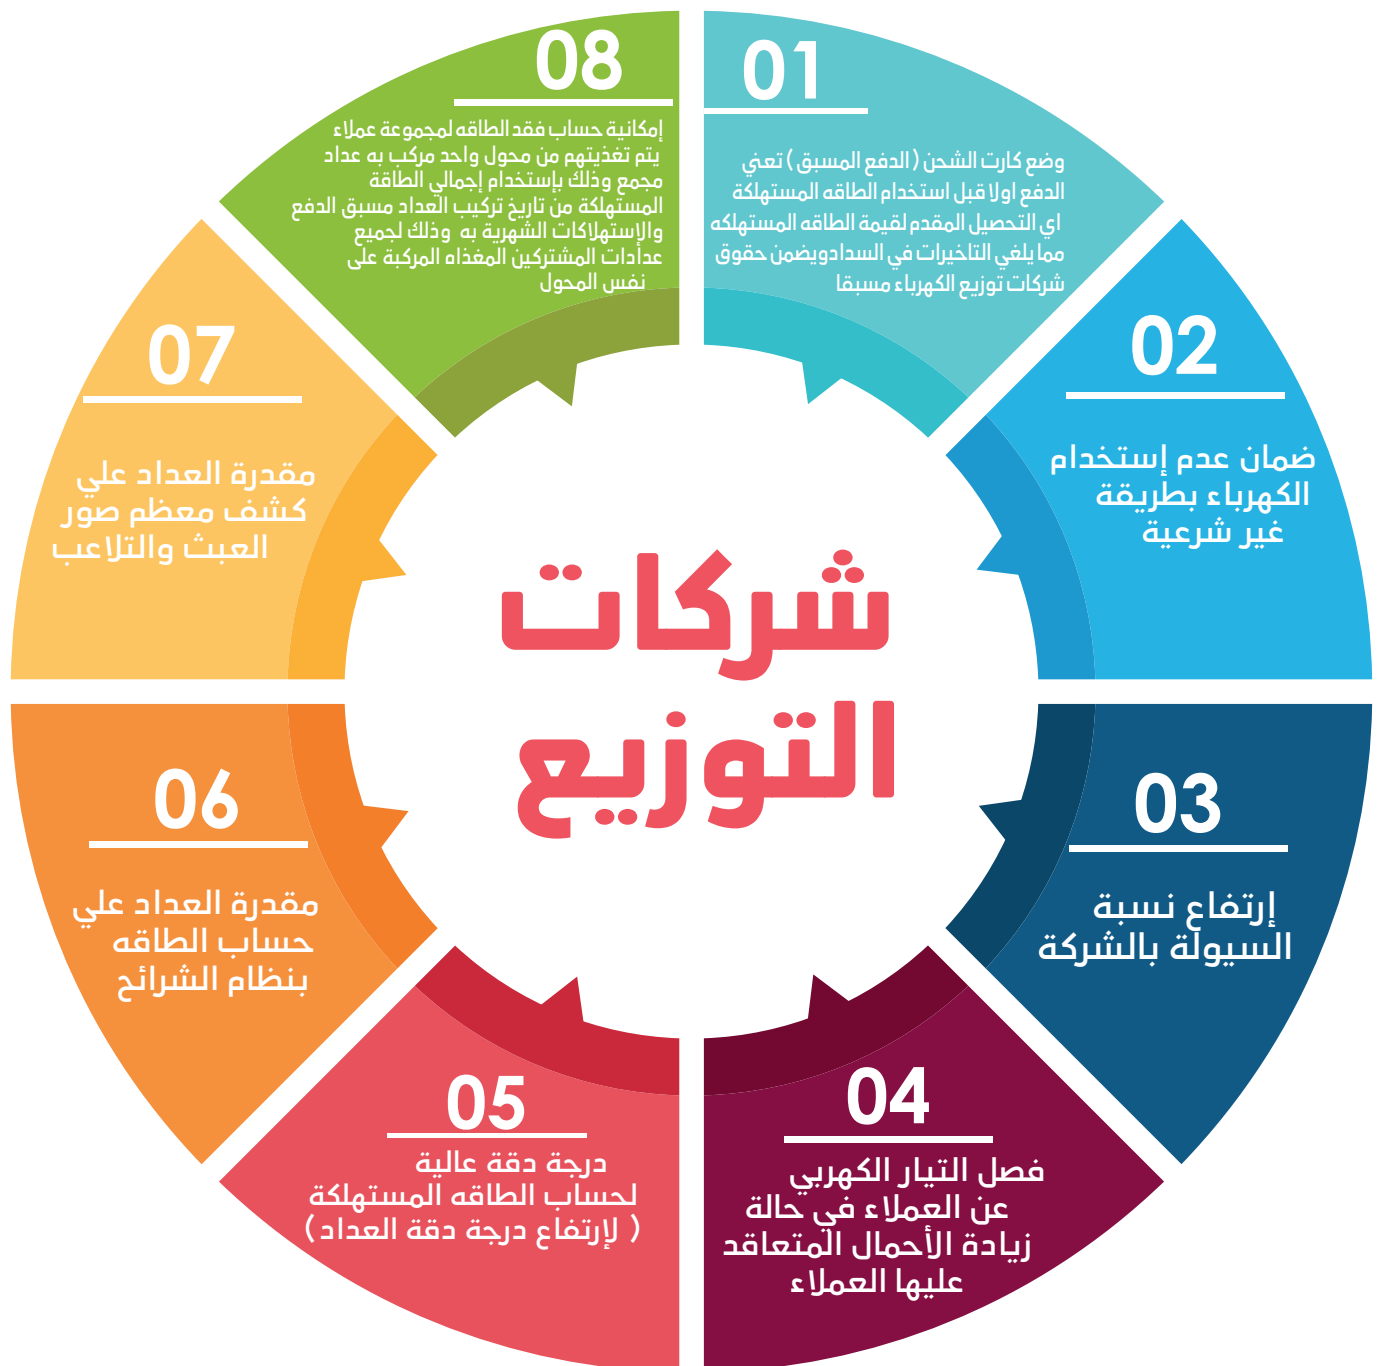 شركات
التوزيع
01
وضع كارت الشحن (الدفع المسبق) تعني
الدفع اولا قبل استخدام الطاقه المستهلكة
اي التحصيل المقدم لقيمة الطاقه المستهلكه
مما يلغي التاخيرات في السدادويضمن حقوق
شركات توزيع الكهرباء مسبقا
02
ضمان عدم إستخدام
الكهرباء بطريقة
غير شرعية
03
إرتفاع نسبة
السيولة بالشركة
04
فصل التيار الكهربي
عن العملاء في حالة
زيادة الأحمال المتعاقد
عليها العملاء
05
درجة دقة عالية
لحساب الطاقه المستهلكة
( لإرتفاع درجة دقة العداد)
06
مقدرة العداد علي
حساب الطاقه
بنظام الشرائح
07
مقدرة العداد علي
كشف معظم صور
العبث والتلاعب
08
إمكانية حساب فقد الطاقه لمجموعة عملاء
يتم تغذيتهم من محول واحد مركب به عداد
مجمع وذلك بإستخدام إجمالي الطاقة
المستهلكة من تاريخ تركيب العداد مسبق الدفع
والإستهلاكات الشهرية به وذلك لجميع
عدادات المشتركين المغذاه المركبة على
نفس المحول